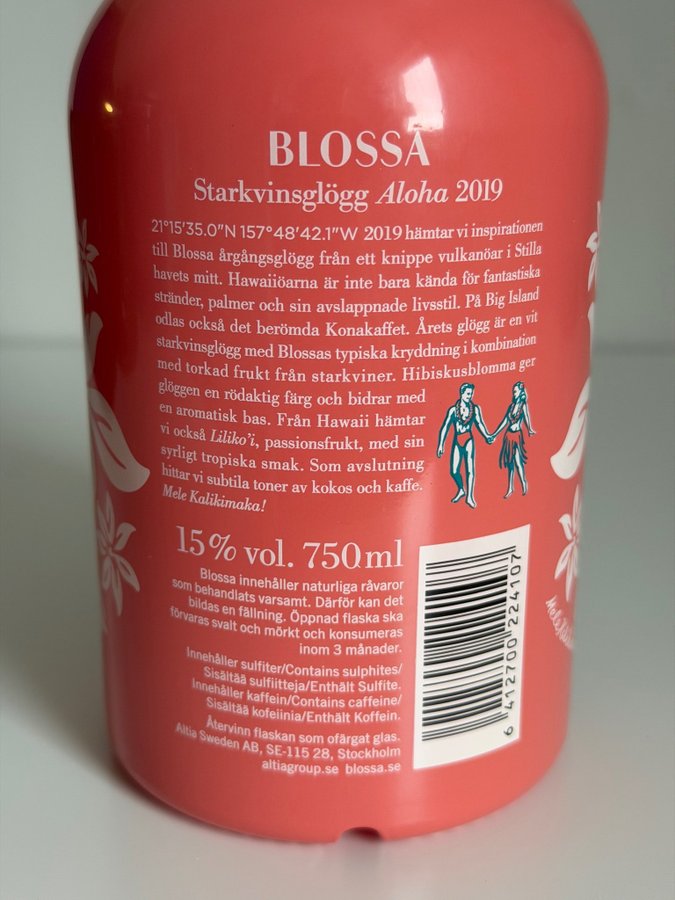 BLOSSA
Starkvinsglögg Aloha 2019
21°15'35.0"N 157°48'42.1"W 2019 hämtar vi inspirationen
till Blossa årgångsglögg från ett knippe vulkanöar i Stilla
havets mitt. Hawaiiöarna är inte bara kända för fantastiska
stränder, palmer och sin avslappnade livsstil. På Big Island
odlas också det berömda Konakaffet. Årets glögg är en vit
starkvinsglögg med Blossas typiska kryddning i kombination
med torkad frukt från starkviner. Hibiskusblomma ger
glöggen en rödaktig färg och bidrar med
en aromatisk bas. Från Hawaii hämtar
vi också Liliko'i, passionsfrukt, med sin
syrligt tropiska smak. Som avslutning
hittar vi subtila toner av kokos och kaffe.
Mele Kalikimaka!
15% vol. 750ml
Blossa innehåller naturliga råvaror
som behandlats varsamt. Därför kan det
bildas en fällning. Öppnad flaska ska
förvaras svalt och mörkt och konsumeras
inom 3 månader.
Innehåller sulfiter/Contains sulphites/
Sisältää sulfiitteja/Enthält Sulfite.
Innehåller kaffein/Contains caffeine/
Sisältää kofeiinia/Enthält Koffein.
Återvinn flaskan som ofärgat glas.
Altia Sweden AB, SE-115 28, Stockholm
altiagroup.se blossa.se
6 412700 224107